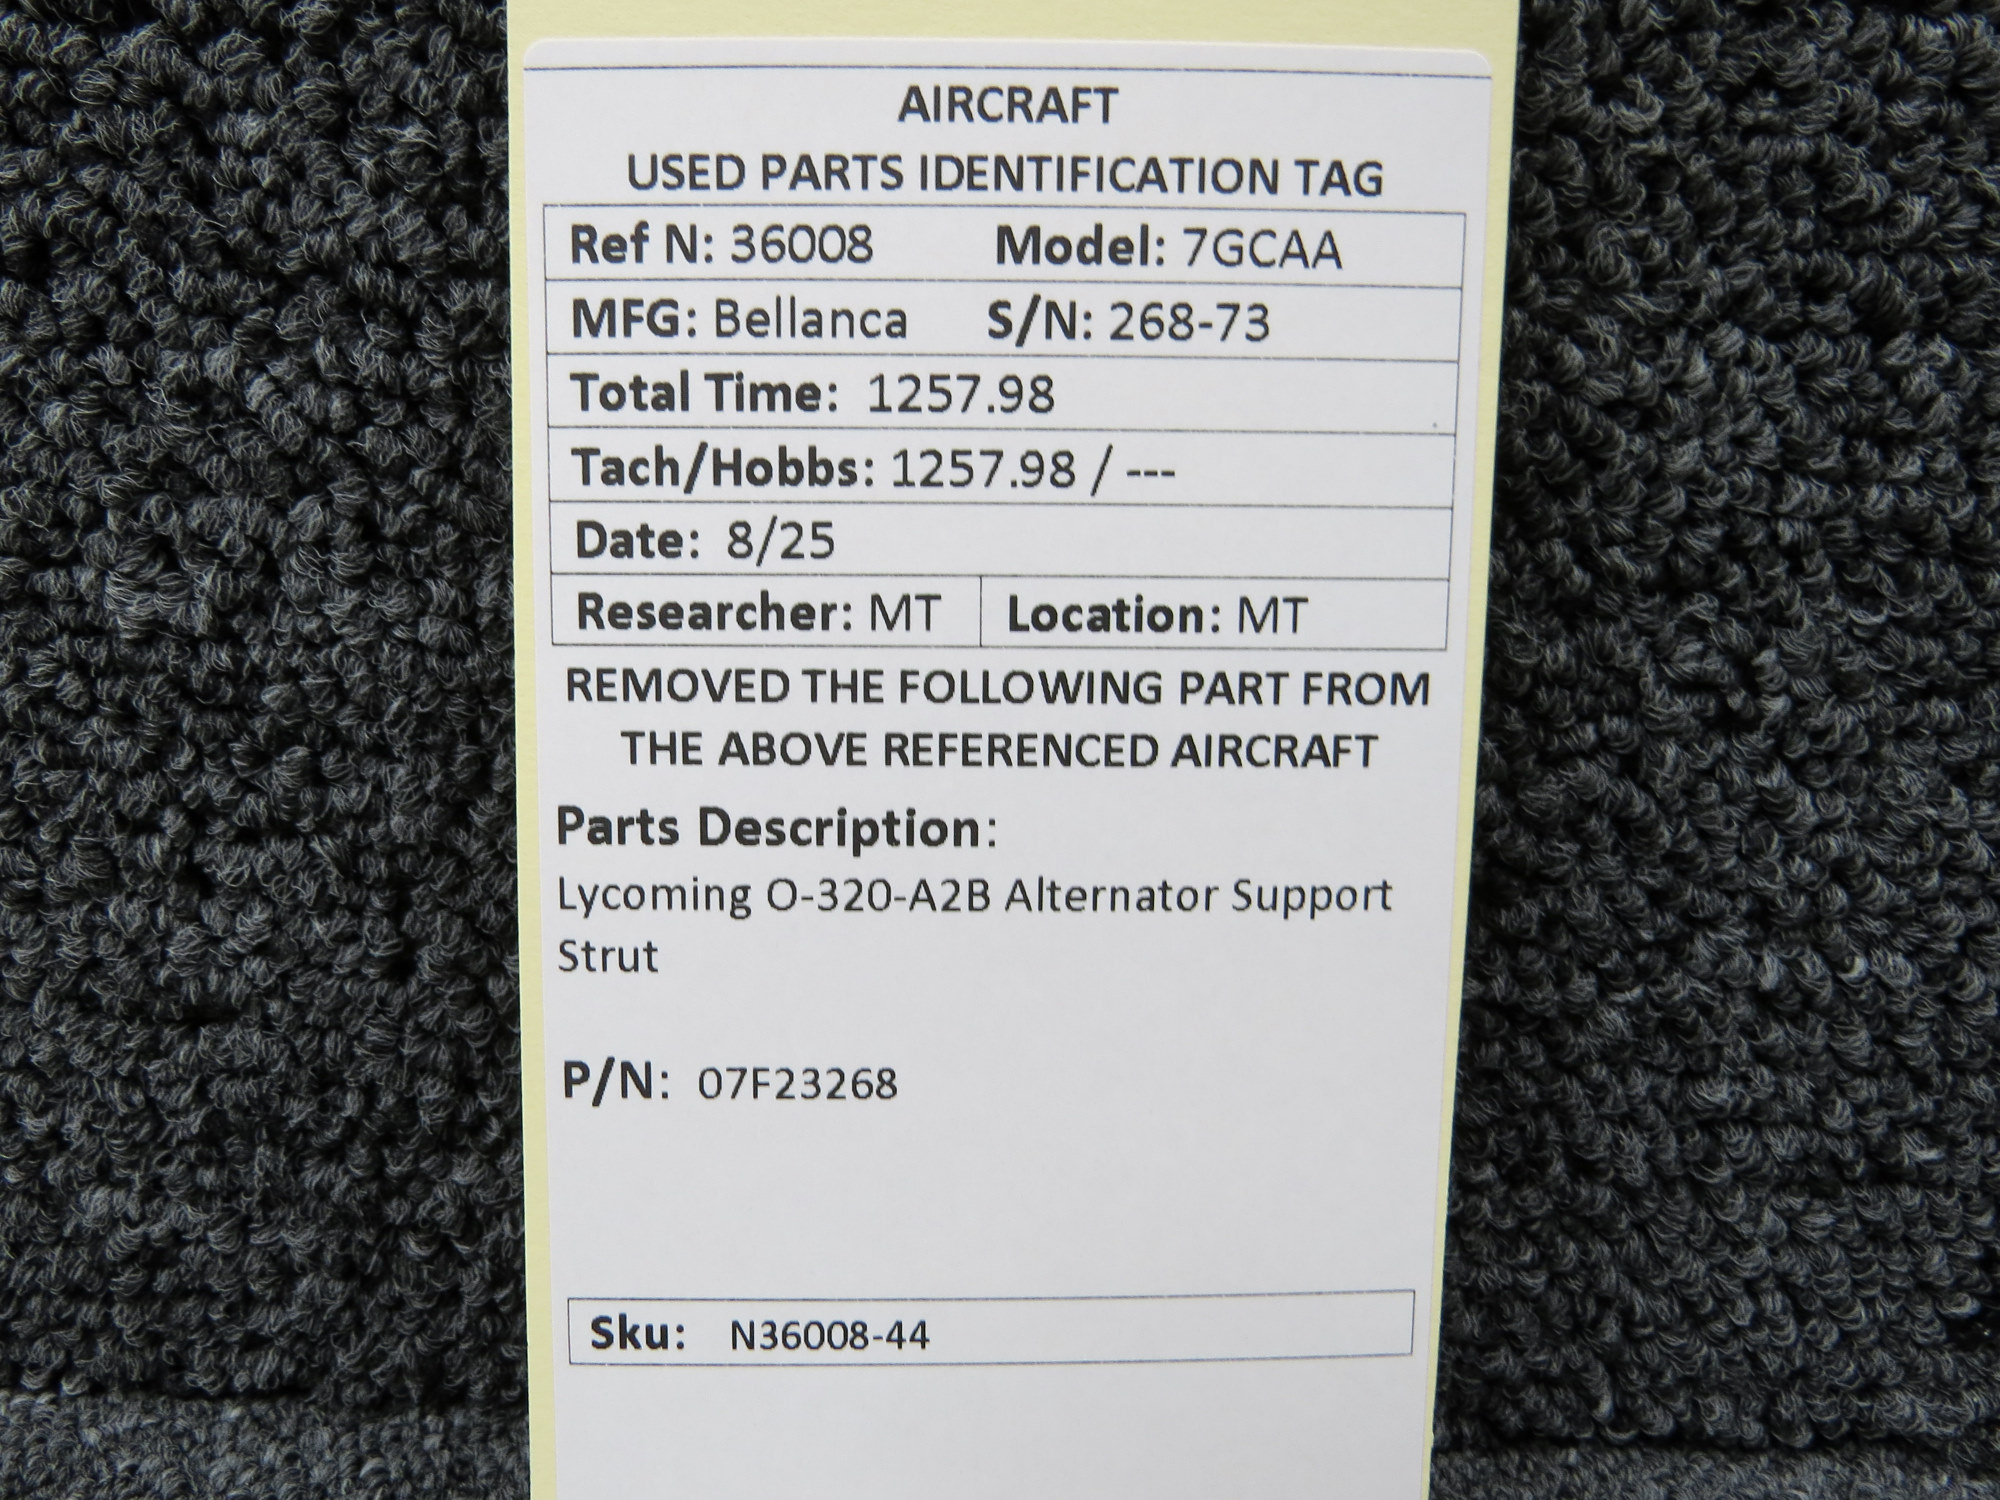 AIRCRAFT
USED PARTS IDENTIFICATION TAG
Ref N: 36008 Model: 7GCAA
MFG: Bellanca S/N: 268-73
Total Time: 1257.98
Tach/Hobbs: 1257.98 / ---
Date: 8/25
Researcher: MT Location: MT
REMOVED THE FOLLOWING PART FROM
THE ABOVE REFERENCED AIRCRAFT
Parts Description:
Lycoming O-320-A2B Alternator Support
Strut
P/N: 07F23268
Sku: N36008-44